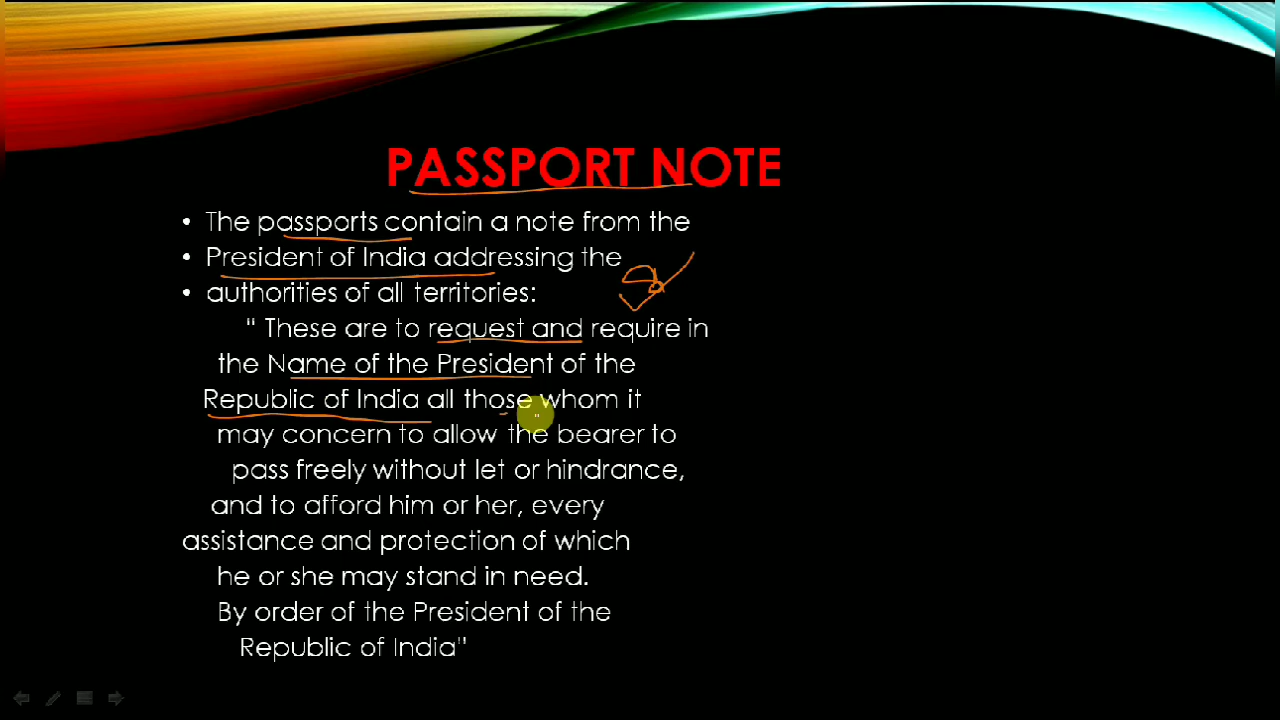 PASSPORT NOTE
• The passports contain a note from the
• President of India addressing the
• authorities of all territories:
" These are to request and require in
the Name of the President of the
Republic of India all those whom it
may concern to allow the bearer to
pass freely without let or hindrance,
and to afford him or her, every
assistance and protection of which
he or she may stand in need.
By order of the President of the
Republic of India"